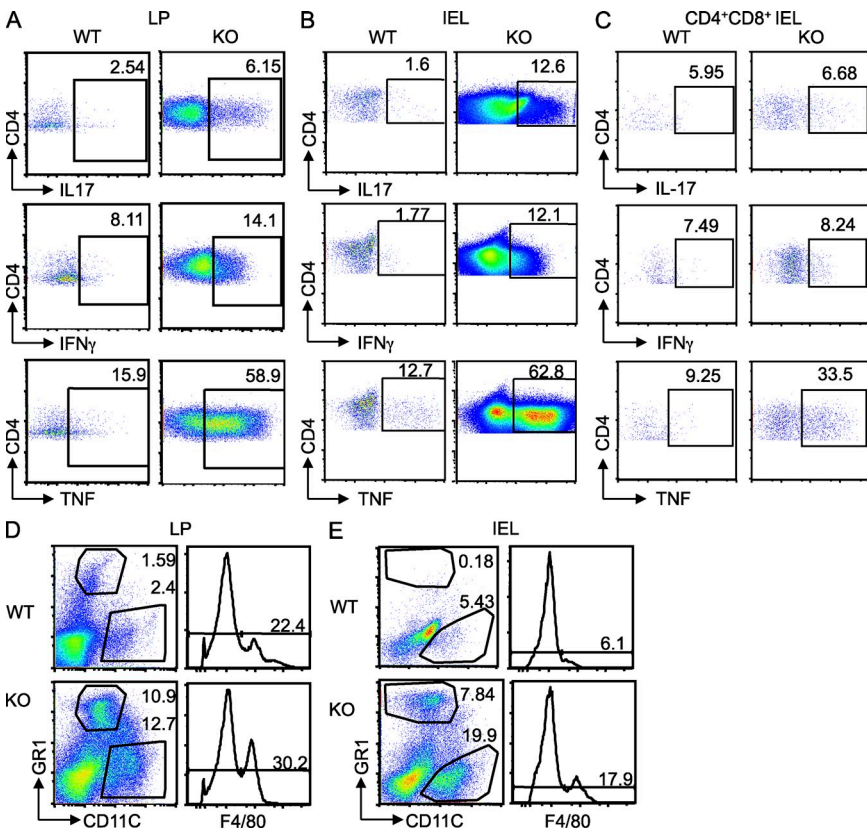 A LP
WT KO
2.54 6.15
CD4
IL17
8.11 14.1
CD4
IFNγ
15.9 58.9
CD4
TNF
B IEL
WT KO
1.6 12.6
CD4
IL17
1.77 12.1
CD4
IFNγ
12.7 62.8
CD4
TNF
C CD4⁺CD8⁺ IEL
WT KO
5.95 6.68
CD4
IL-17
7.49 8.24
CD4
IFNγ
9.25 33.5
CD4
TNF
D LP
WT
1.59
2.4
22.4
KO
10.9
12.7
30.2
GR1
CD11C F4/80
E IEL
WT
0.18
5.43
6.1
KO
7.84
19.9
17.9
GR1
CD11C F4/80